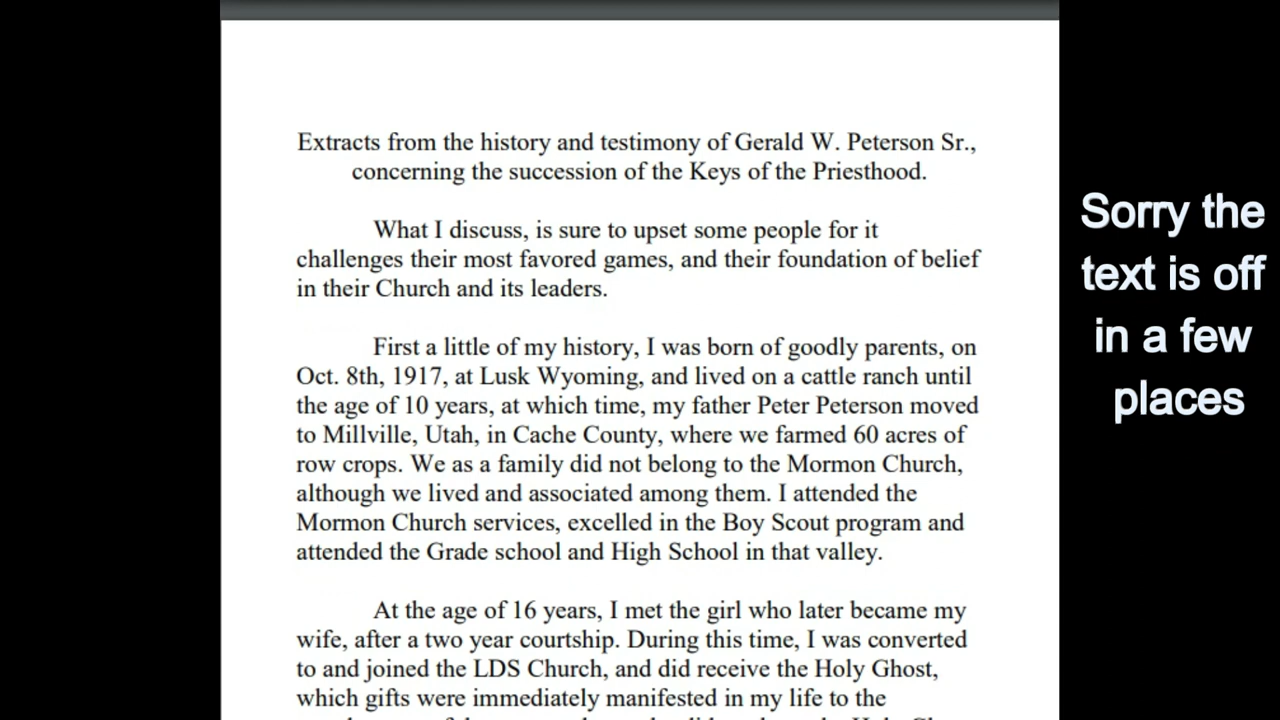 Extracts from the history and testimony of Gerald W. Peterson Sr.,
concerning the succession of the Keys of the Priesthood.
What I discuss, is sure to upset some people for it
challenges their most favored games, and their foundation of belief
in their Church and its leaders.
First a little of my history, I was born of goodly parents, on
Oct. 8th, 1917, at Lusk Wyoming, and lived on a cattle ranch until
the age of 10 years, at which time, my father Peter Peterson moved
to Millville, Utah, in Cache County, where we farmed 60 acres of
row crops. We as a family did not belong to the Mormon Church,
although we lived and associated among them. I attended the
Mormon Church services, excelled in the Boy Scout program and
attended the Grade school and High School in that valley.
At the age of 16 years, I met the girl who later became my
wife, after a two year courtship. During this time, I was converted
to and joined the LDS Church, and did receive the Holy Ghost,
which gifts were immediately manifested in my life to the
Sorry the
text is off
in a few
places